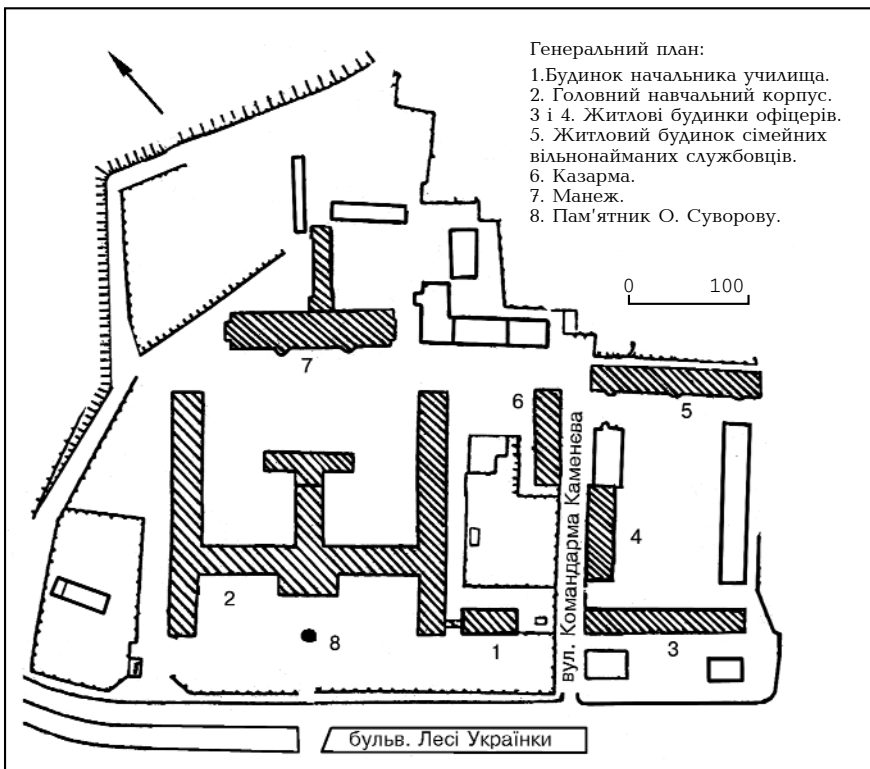 Генеральний план:
1.Будинок начальника училища.
2. Головний навчальний корпус.
3 і 4. Житлові будинки офіцерів.
5. Житловий будинок сімейних
вільнонайманих службовців.
6. Казарма.
7. Манеж.
8. Пам'ятник О. Суворову.
0 100
7
6
5
вул. Командарма Каменєва
4
2
8
1
3
бульв. Лесі Українки